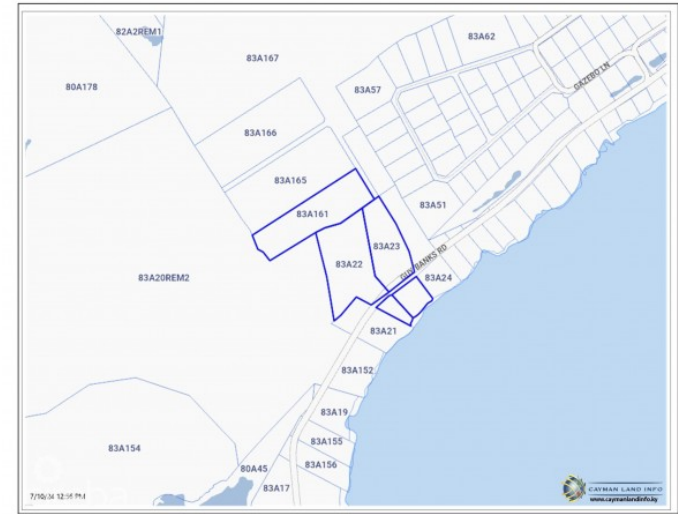 82A2REM1
83A62
83A167
GAZEBO LN
80A178
83A57
83A166
83A165
83A51
83A161
83A23
GUY BANKS RD
83A22
83A20REM2
83A24
83A21
83A152
83A19
83A154
83A155
80A45
83A156
83A17
CAYMAN LAND INFO
www.caymanlandinfo.ky